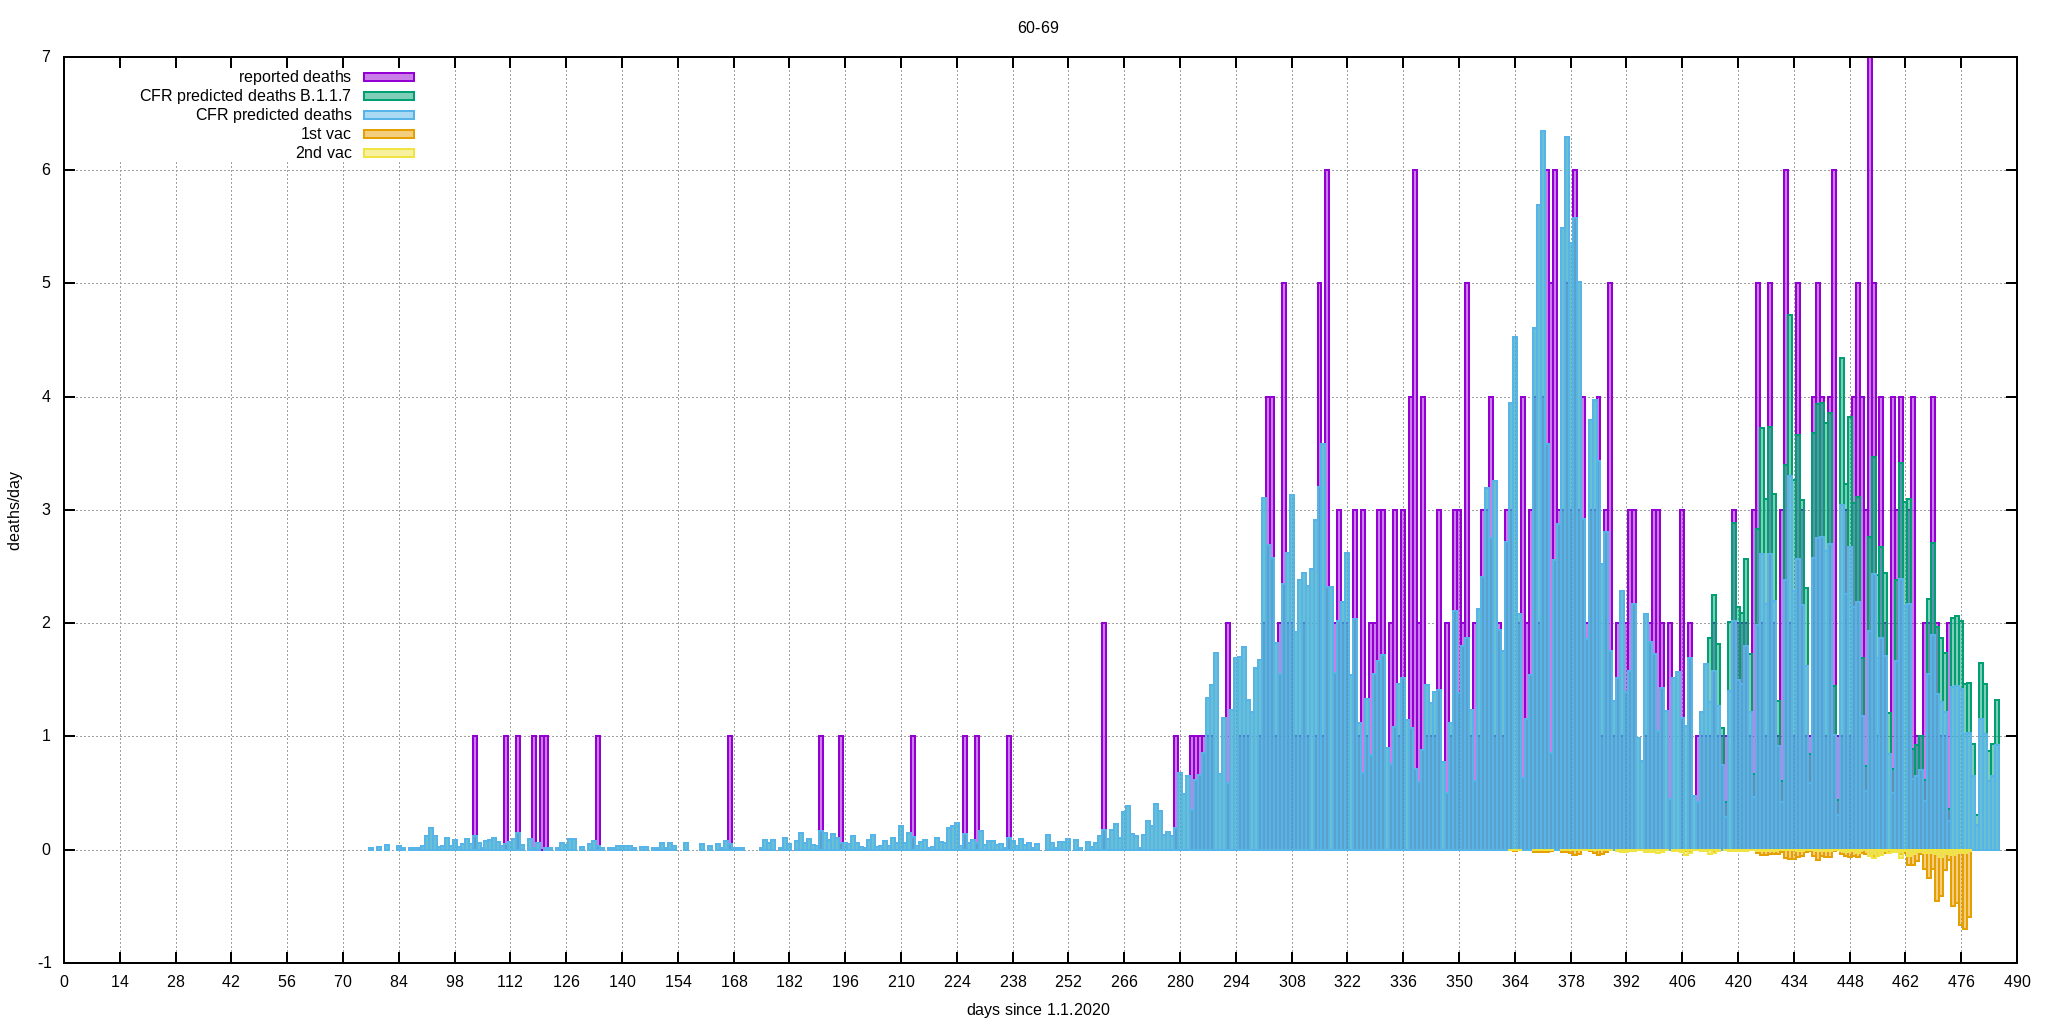 60-69
reported deaths
CFR predicted deaths B.1.1.7
CFR predicted deaths
1st vac
2nd vac
7
6
5
4
3
2
1
0
-1
deaths/day
0 14 28 42 56 70 84 98 112 126 140 154 168 182 196 210 224 238 252 266 280 294 308 322 336 350 364 378 392 406 420 434 448 462 476 490
days since 1.1.2020